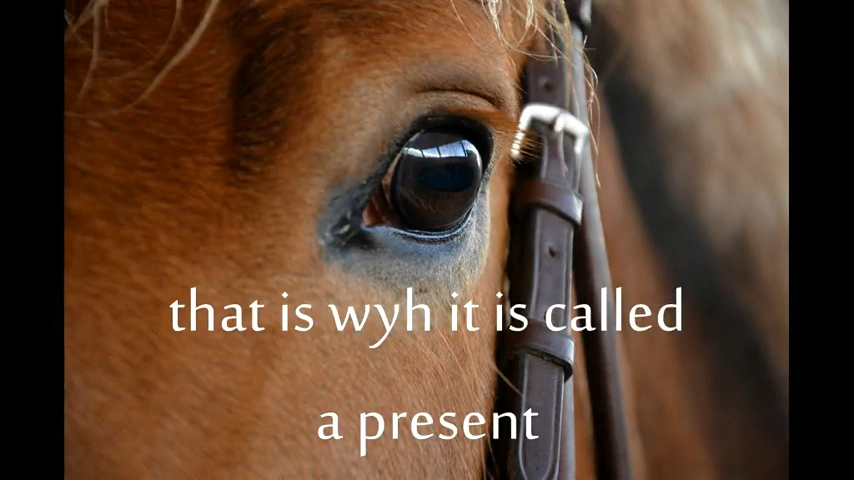 that is wyh it is called
a present